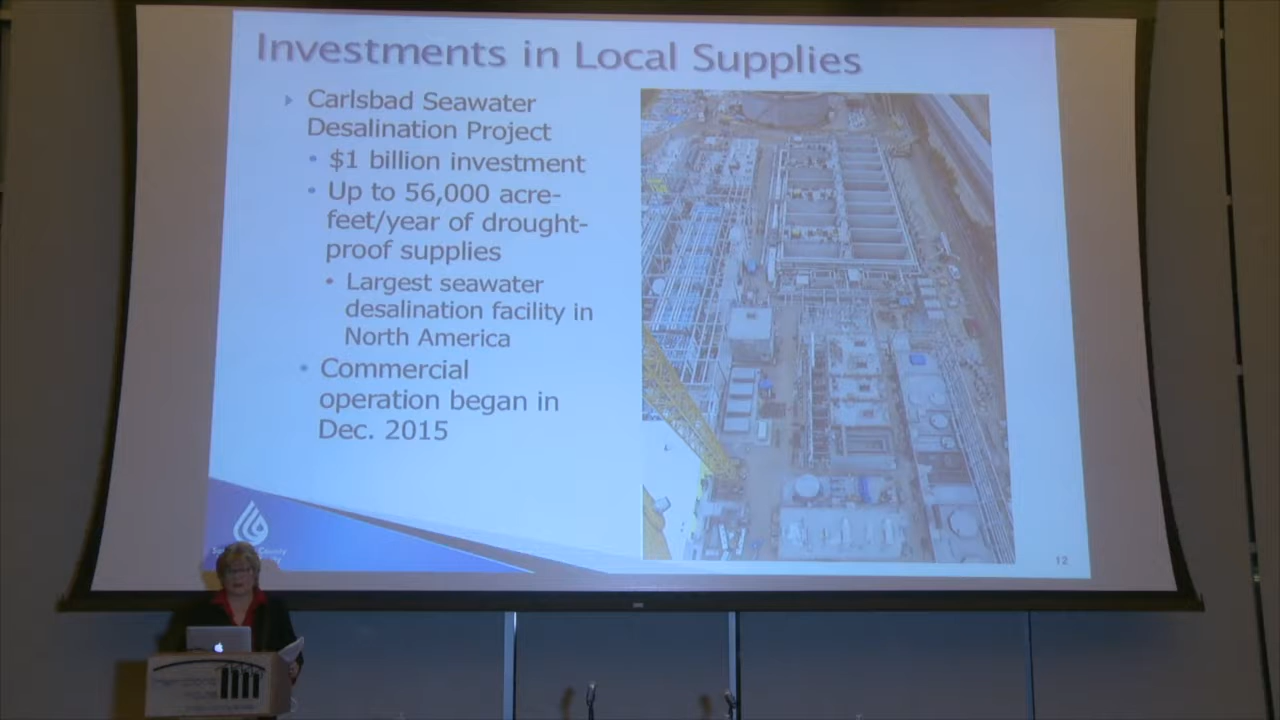 Investments in Local Supplies
Carlsbad Seawater
Desalination Project
• $1 billion investment
• Up to 56,000 acre-
feet/year of drought-
proof supplies
• Largest seawater
desalination facility in
North America
• Commercial
operation began in
Dec. 2015
County
12